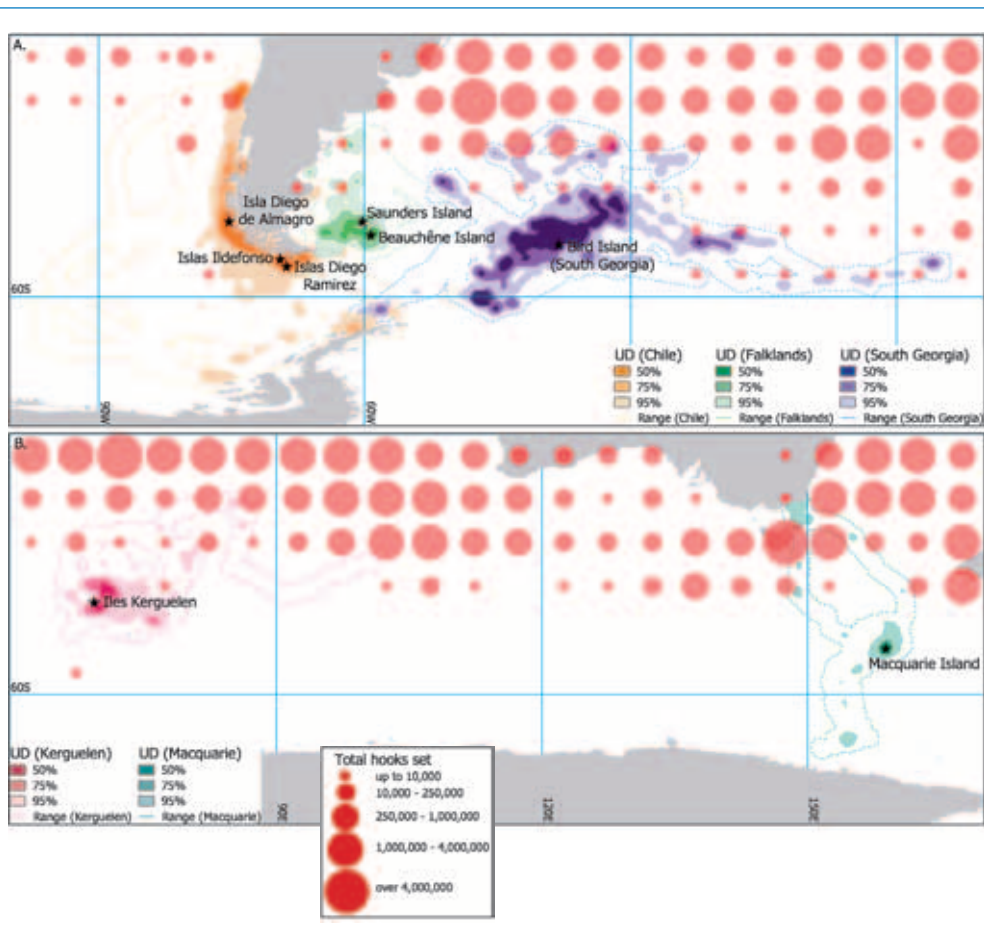 A.
Isla Diego
de Almagro
Saunders Island
Beauchêne Island
Islas Ildefonso
Islas Diego
Ramirez
Bird Island
(South Georgia)
60S
90W
60W
UD (Chile)
50%
75%
95%
Range (Chile)
UD (Falklands)
50%
75%
95%
Range (Falklands)
UD (South Georgia)
50%
75%
95%
Range (South Georgia)
B.
Iles Kerguelen
Macquarie Island
60S
90E
120E
150E
UD (Kerguelen)
50%
75%
95%
Range (Kerguelen)
UD (Macquarie)
50%
75%
95%
Range (Macquarie)
Total hooks set
up to 10,000
10,000 - 250,000
250,000 - 1,000,000
1,000,000 - 4,000,000
over 4,000,000